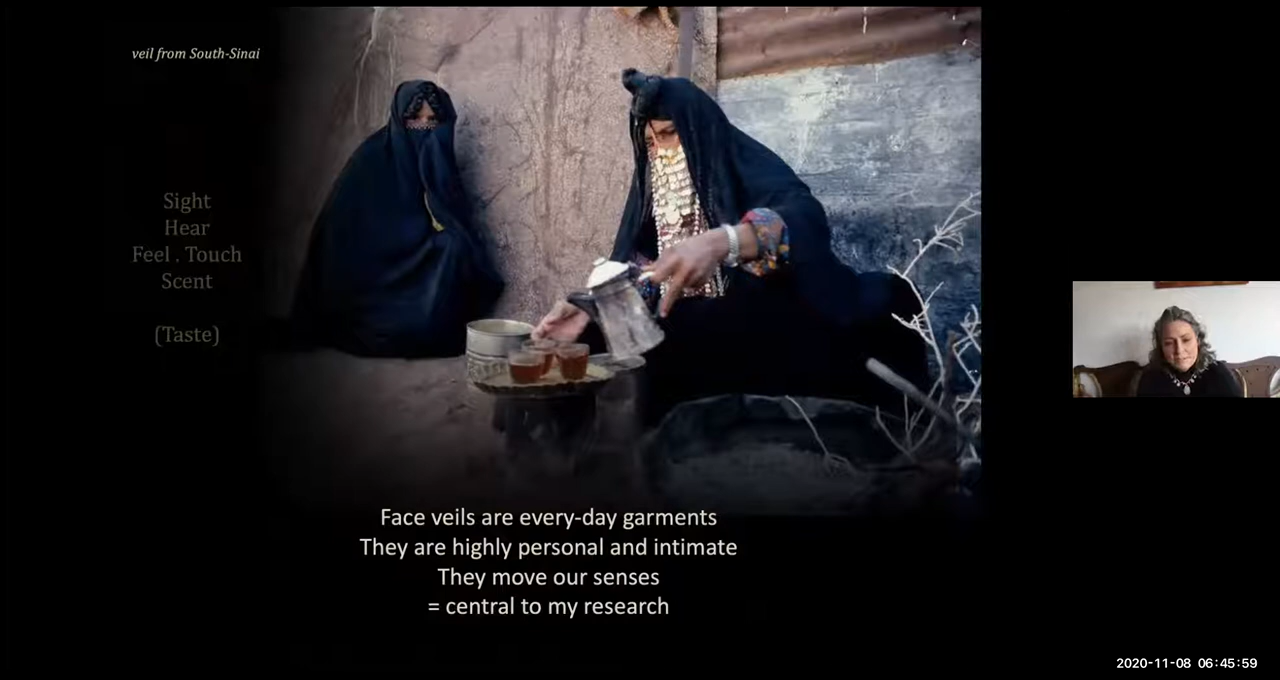 veil from South-Sinai
Sight
Hear
Feel . Touch
Scent
(Taste)
Face veils are every-day garments
They are highly personal and intimate
They move our senses
= central to my research
2020-11-08 06:45:59